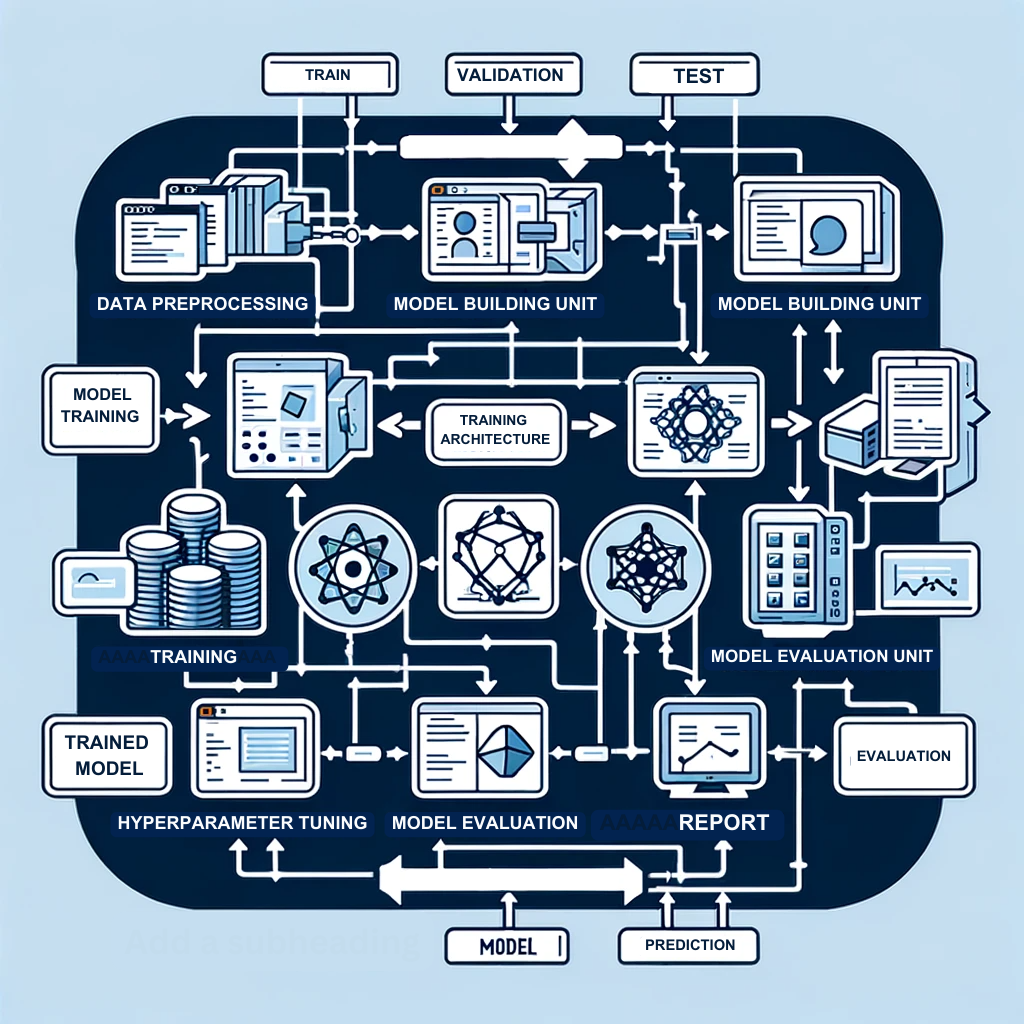 TRAIN
VALIDATION
TEST
DATA PREPROCESSING
MODEL BUILDING UNIT
MODEL BUILDING UNIT
MODEL
TRAINING
TRAINING
ARCHITECTURE
TRAINING
MODEL EVALUATION UNIT
TRAINED
MODEL
EVALUATION
HYPERPARAMETER TUNING
MODEL EVALUATION
REPORT
Add a subheading
MODEL
PREDICTION